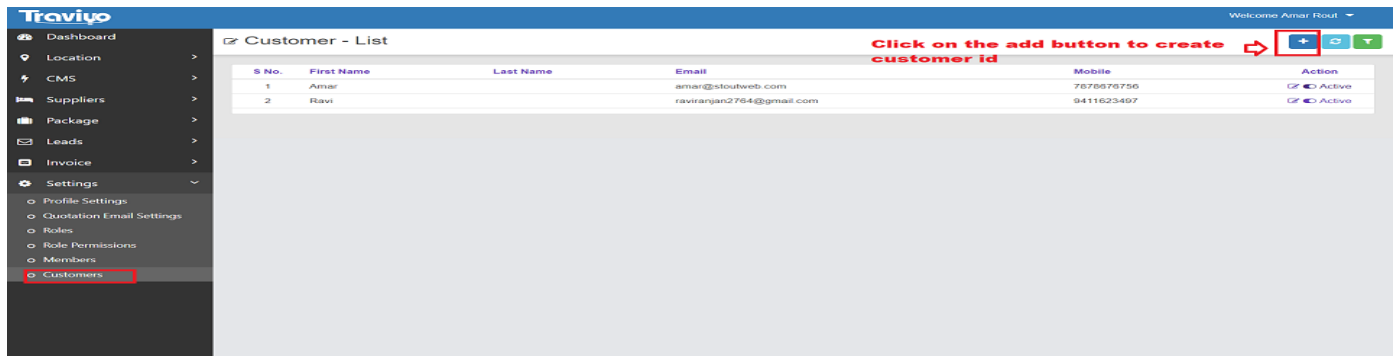 Traviyo
Welcome Amar Rout
Dashboard
Location
CMS
Suppliers
Package
Leads
Invoice
Settings
Profile Settings
Quotation Email Settings
Roles
Role Permissions
Members
Customers
Customer - List
Click on the add button to create
customer id
S No. First Name Last Name Email Mobile Action
1 Amar amar@stoutweb.com 7878676756 Active
2 Ravi raviranjan2764@gmail.com 9411623497 Active